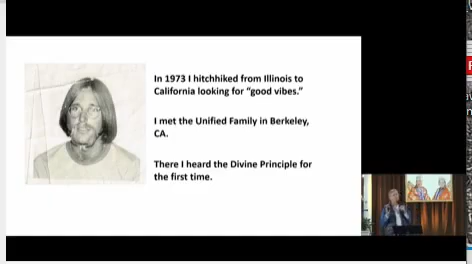 In 1973 I hitchhiked from Illinois to
California looking for “good vibes.”
I met the Unified Family in Berkeley,
CA.
There I heard the Divine Principle for
the first time.